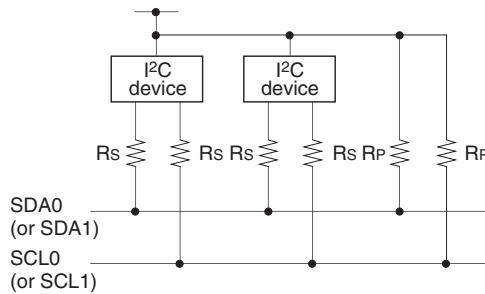 I²C
device
I²C
device
RS
RS
RS
RS
RP
RP
SDA0
(or SDA1)
SCL0
(or SCL1)